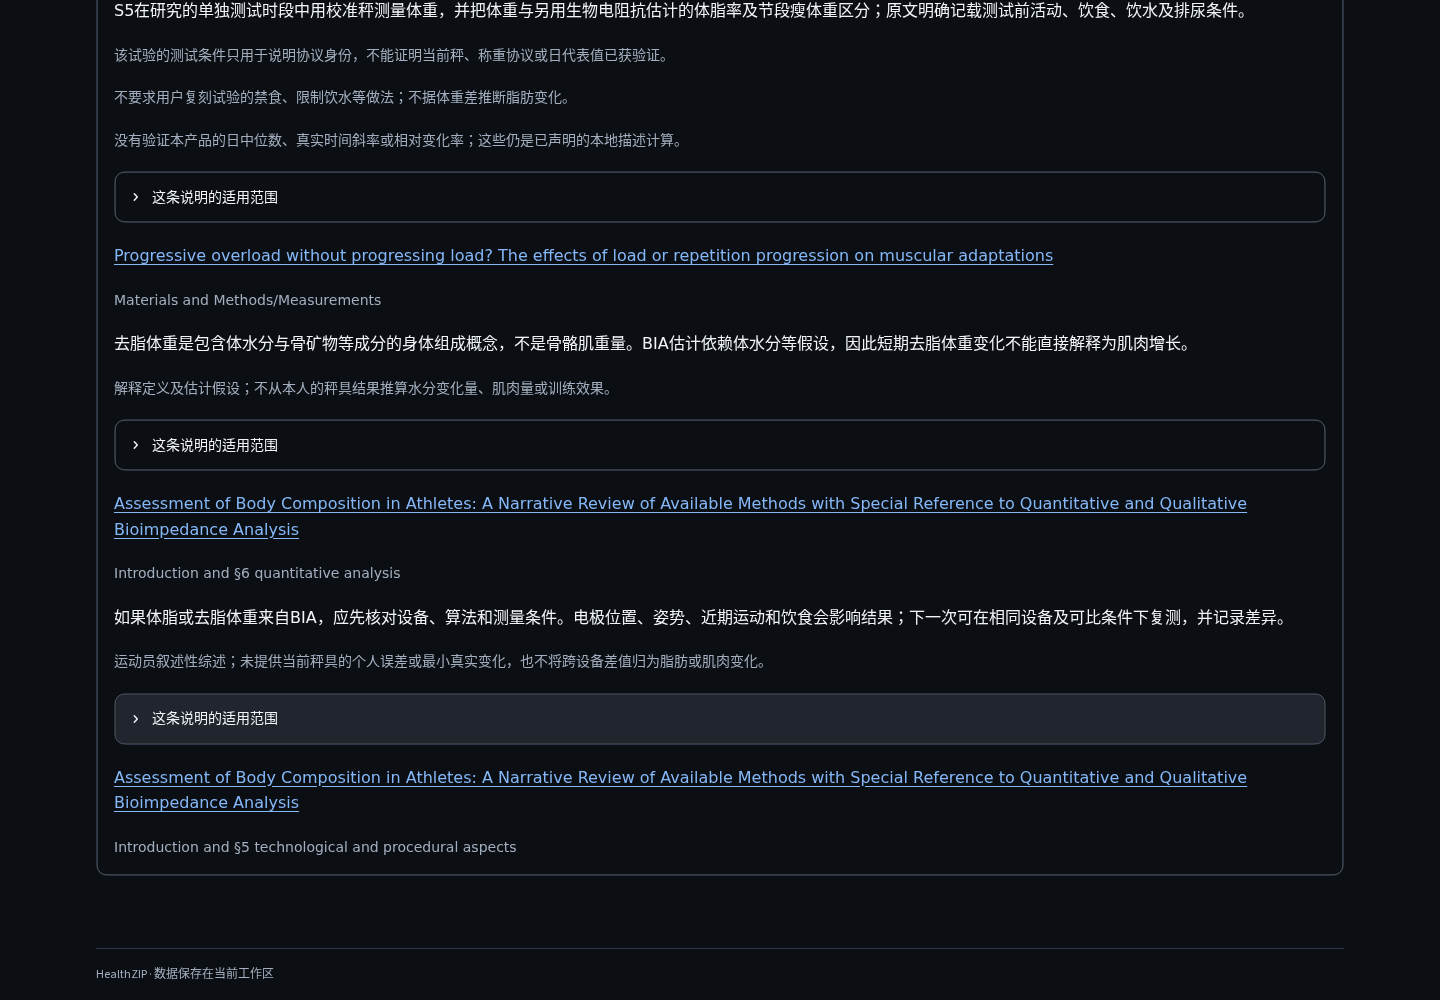 S5在研究的单独测试时段中用校准秤测量体重，并把体重与另用生物电阻抗估计的体脂率及节段瘦体重区分；原文明确记载测试前活动、饮食、饮水及排尿条件。
该试验的测试条件只用于说明协议身份，不能证明当前秤、称重协议或日代表值已获验证。
不要求用户复刻试验的禁食、限制饮水等做法；不据体重差推断脂肪变化。
没有验证本产品的日中位数、真实时间斜率或相对变化率；这些仍是已声明的本地描述计算。
› 这条说明的适用范围
Progressive overload without progressing load? The effects of load or repetition progression on muscular adaptations
Materials and Methods/Measurements
去脂体重是包含体水分与骨矿物等成分的身体组成概念，不是骨骼肌重量。BIA估计依赖体水分等假设，因此短期去脂体重变化不能直接解释为肌肉增长。
解释定义及估计假设；不从本人的秤具结果推算水分变化量、肌肉量或训练效果。
› 这条说明的适用范围
Assessment of Body Composition in Athletes: A Narrative Review of Available Methods with Special Reference to Quantitative and Qualitative
Bioimpedance Analysis
Introduction and §6 quantitative analysis
如果体脂或去脂体重来自BIA，应先核对设备、算法和测量条件。电极位置、姿势、近期运动和饮食会影响结果；下一次可在相同设备及可比条件下复测，并记录差异。
运动员叙述性综述；未提供当前秤具的个人误差或最小真实变化，也不将跨设备差值归为脂肪或肌肉变化。
› 这条说明的适用范围
Assessment of Body Composition in Athletes: A Narrative Review of Available Methods with Special Reference to Quantitative and Qualitative
Bioimpedance Analysis
Introduction and §5 technological and procedural aspects
HealthZIP · 数据保存在当前工作区